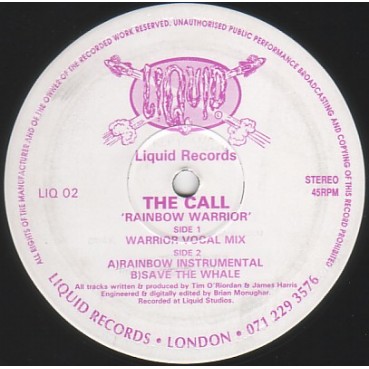 ALL RIGHTS OF THE MANUFACTURER AND OF THE OWNER OF THE RECORDED WORK RESERVED. UNAUTHORISED PUBLIC PERFORMANCE BROADCASTING AND COPYING OF THIS RECORD PROHIBITED
LIQUID
©
Liquid Records
LIQ 02
STEREO
45RPM
THE CALL
'RAINBOW WARRIOR'
SIDE 1
WARRIOR VOCAL MIX
SIDE 2
A)RAINBOW INSTRUMENTAL
B)SAVE THE WHALE
All tracks written & produced by Tim O'Riordan & James Harris
Engineered & digitally edited by Brian Monughar.
Recorded at Liquid Studios.
LIQUID RECORDS • LONDON • 071 229 3576